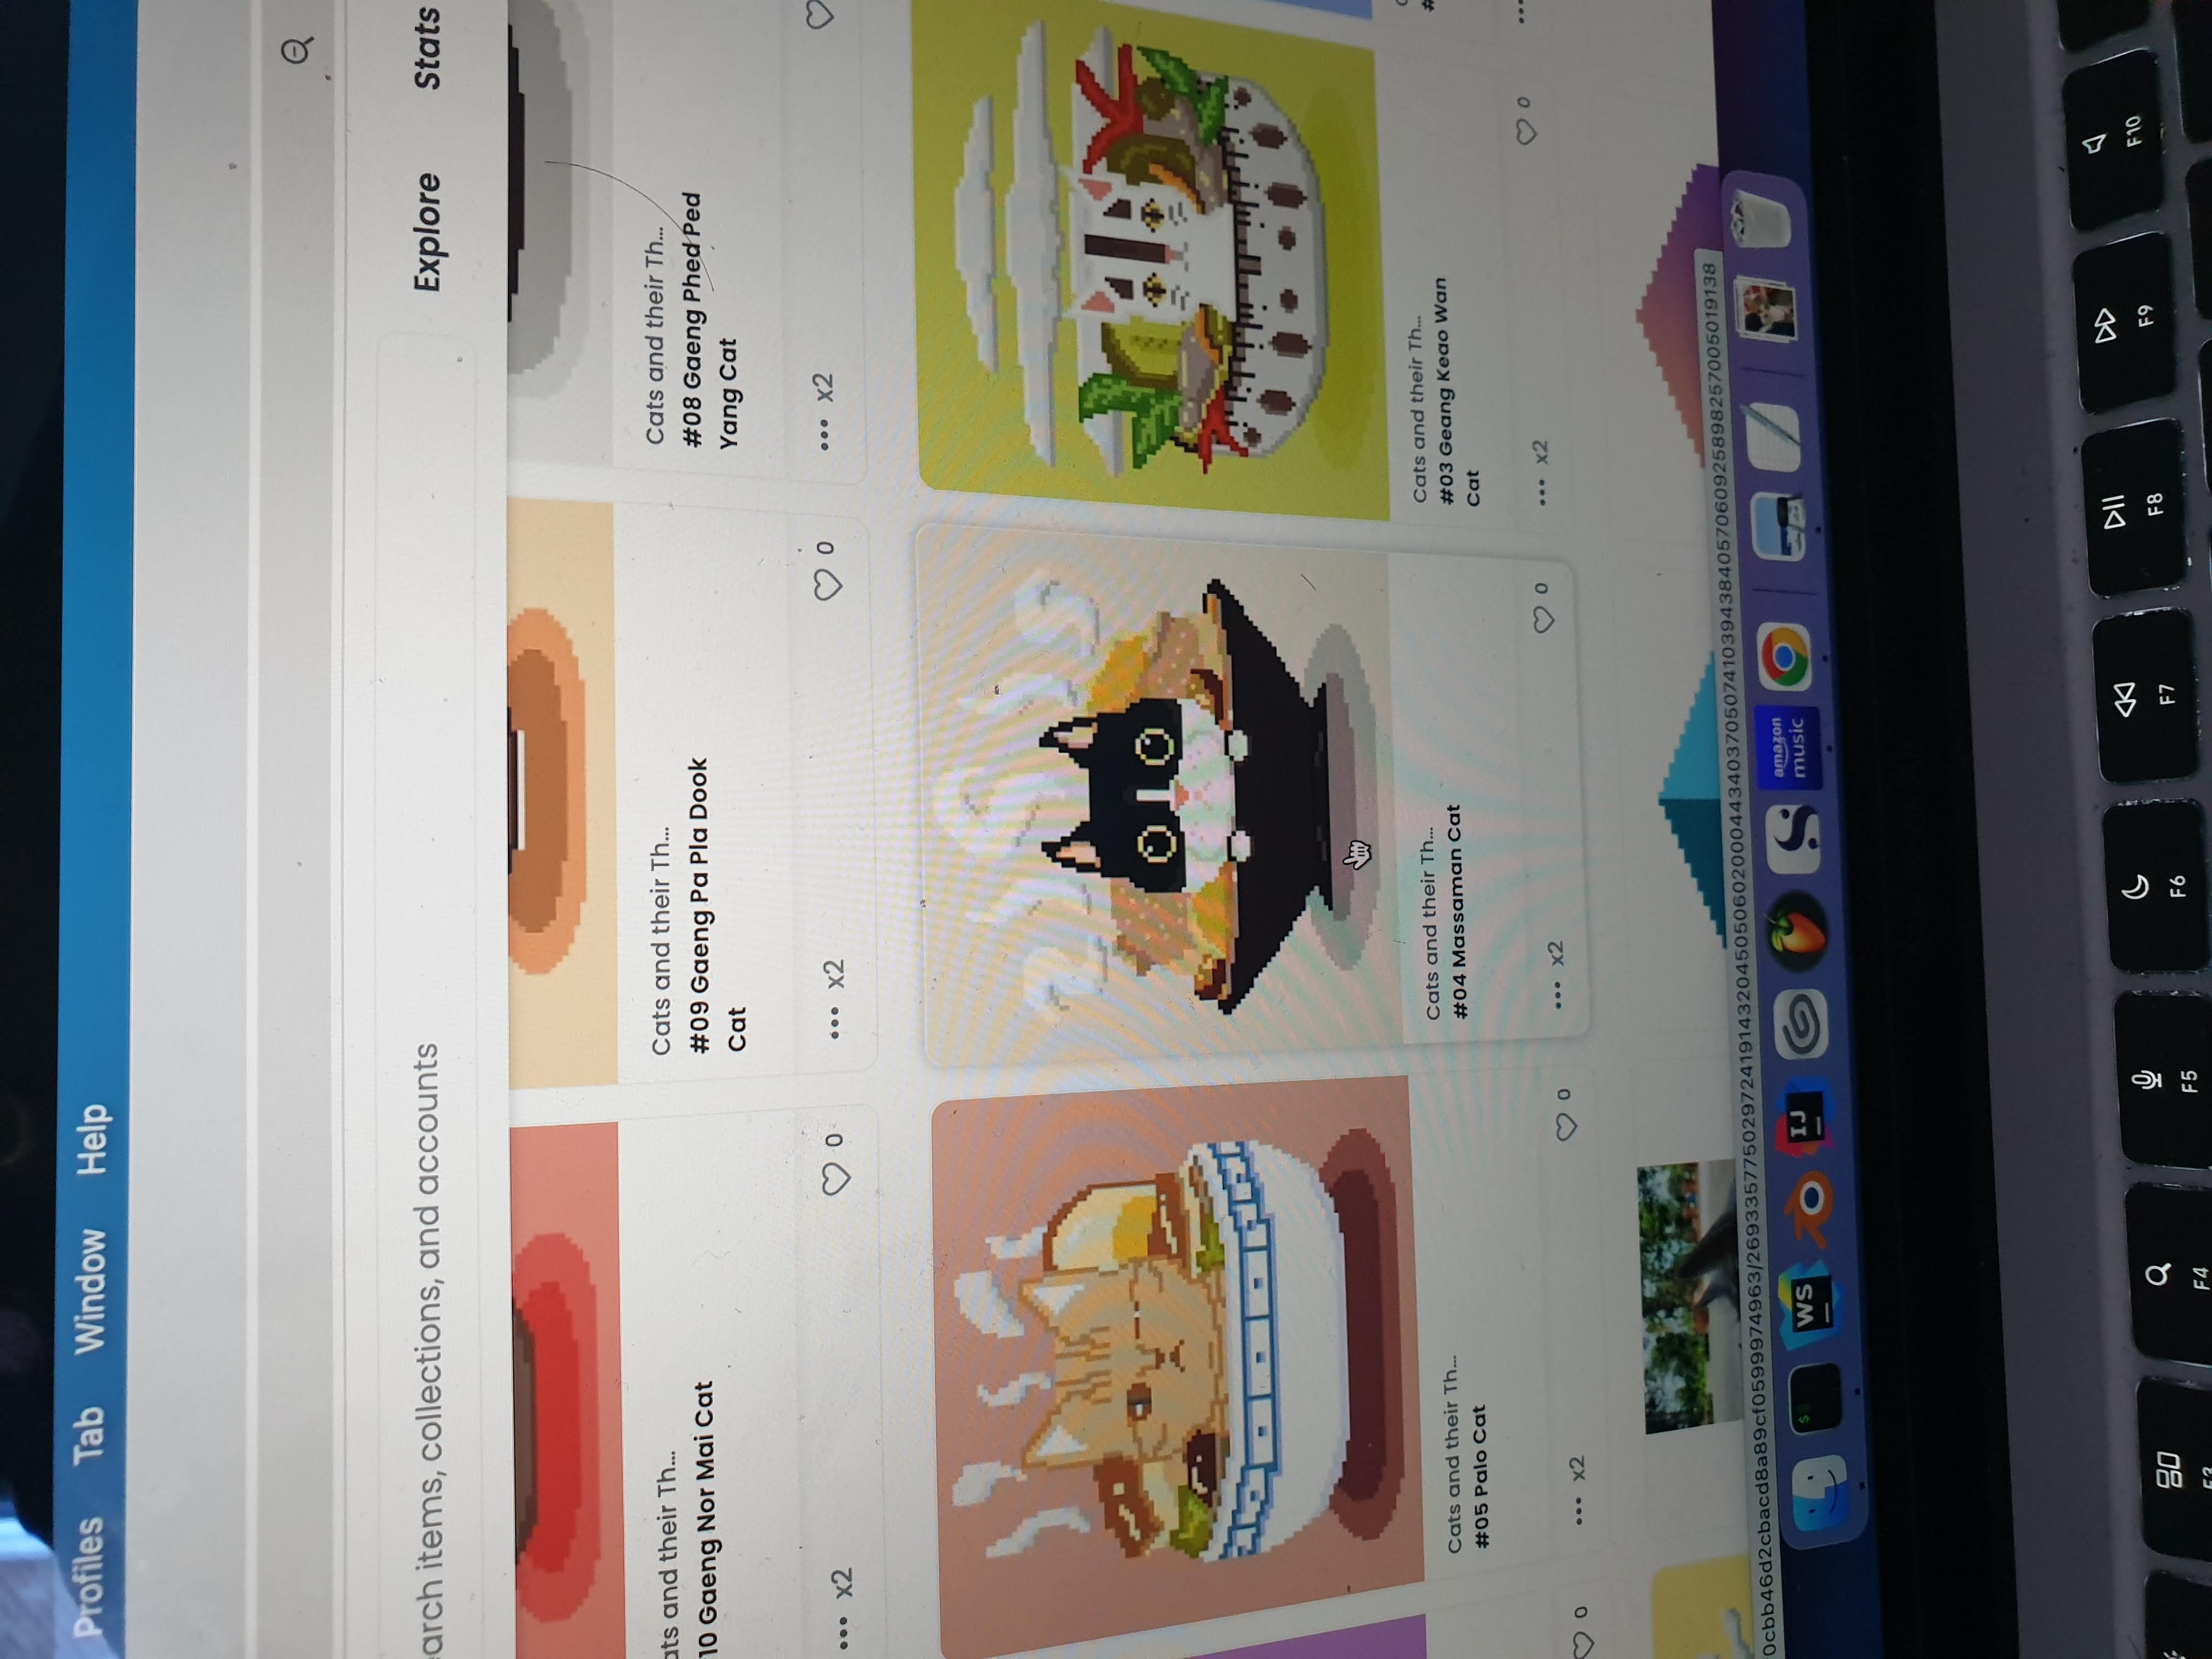 Profiles Tab Window Help
arch items, collections, and accounts Explore Stats
ats and their Th...
10 Gaeng Nor Mai Cat
x2 0
Cats and their Th...
#09 Gaeng Pa Pla Dook
Cat
x2 0
Cats and their Th...
#08 Gaeng Phed Ped
Yang Cat
x2
0
Cats and their Th...
#05 Palo Cat
x2 0
Cats and their Th...
#04 Massaman Cat
x2 0
Cats and their Th...
#03 Geang Keao Wan
Cat
x2 0
#
WS
IJ
amazon
music
F3
F4
F5
F6
F7
F8
F9
F10